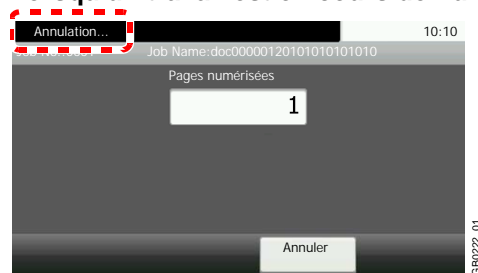 Annulation...
10:10
Job Name:doc00000120101010101010
Pages numérisées
1
Annuler
GB0222_01